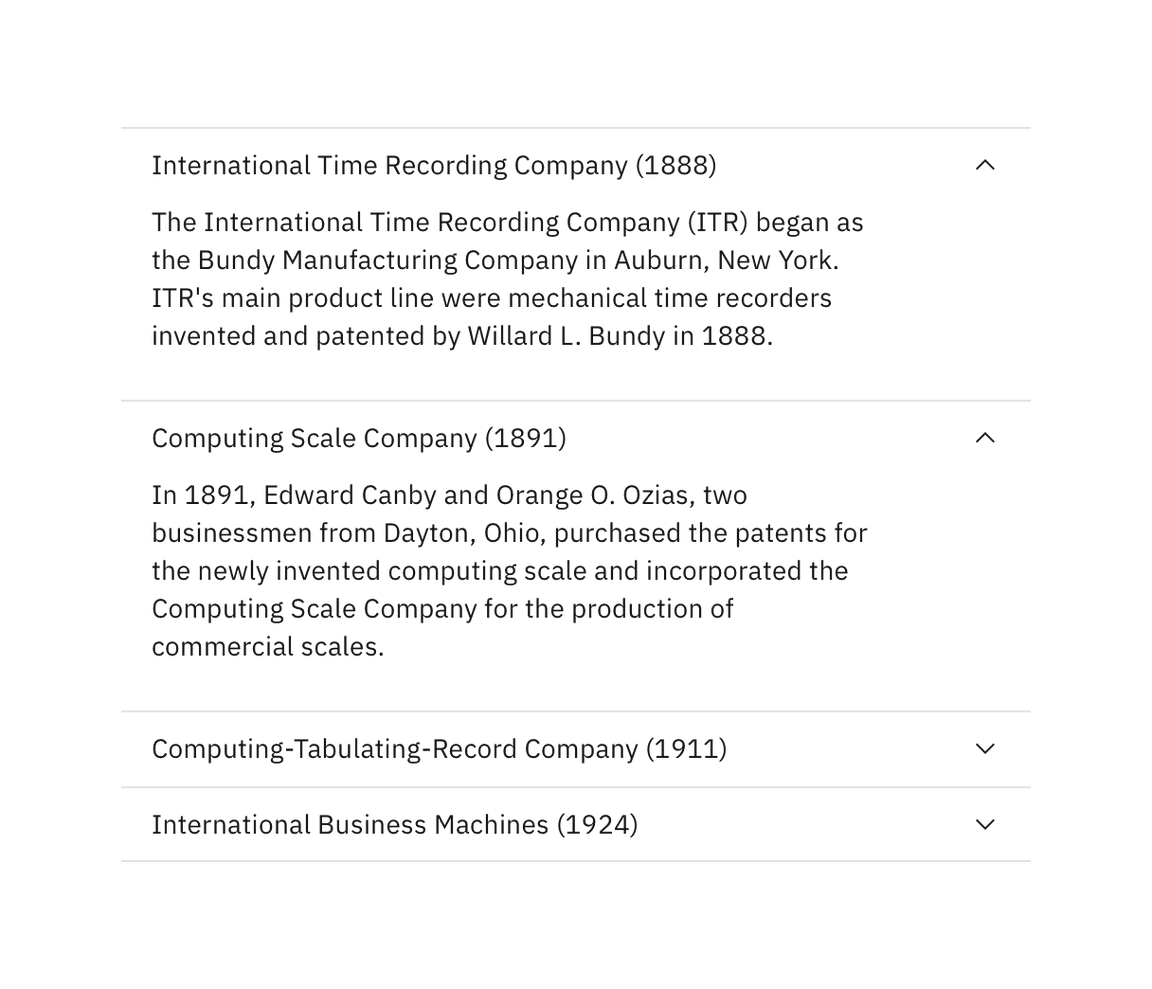 International Time Recording Company (1888)
The International Time Recording Company (ITR) began as
the Bundy Manufacturing Company in Auburn, New York.
ITR's main product line were mechanical time recorders
invented and patented by Willard L. Bundy in 1888.
Computing Scale Company (1891)
In 1891, Edward Canby and Orange O. Ozias, two
businessmen from Dayton, Ohio, purchased the patents for
the newly invented computing scale and incorporated the
Computing Scale Company for the production of
commercial scales.
Computing-Tabulating-Record Company (1911)
International Business Machines (1924)